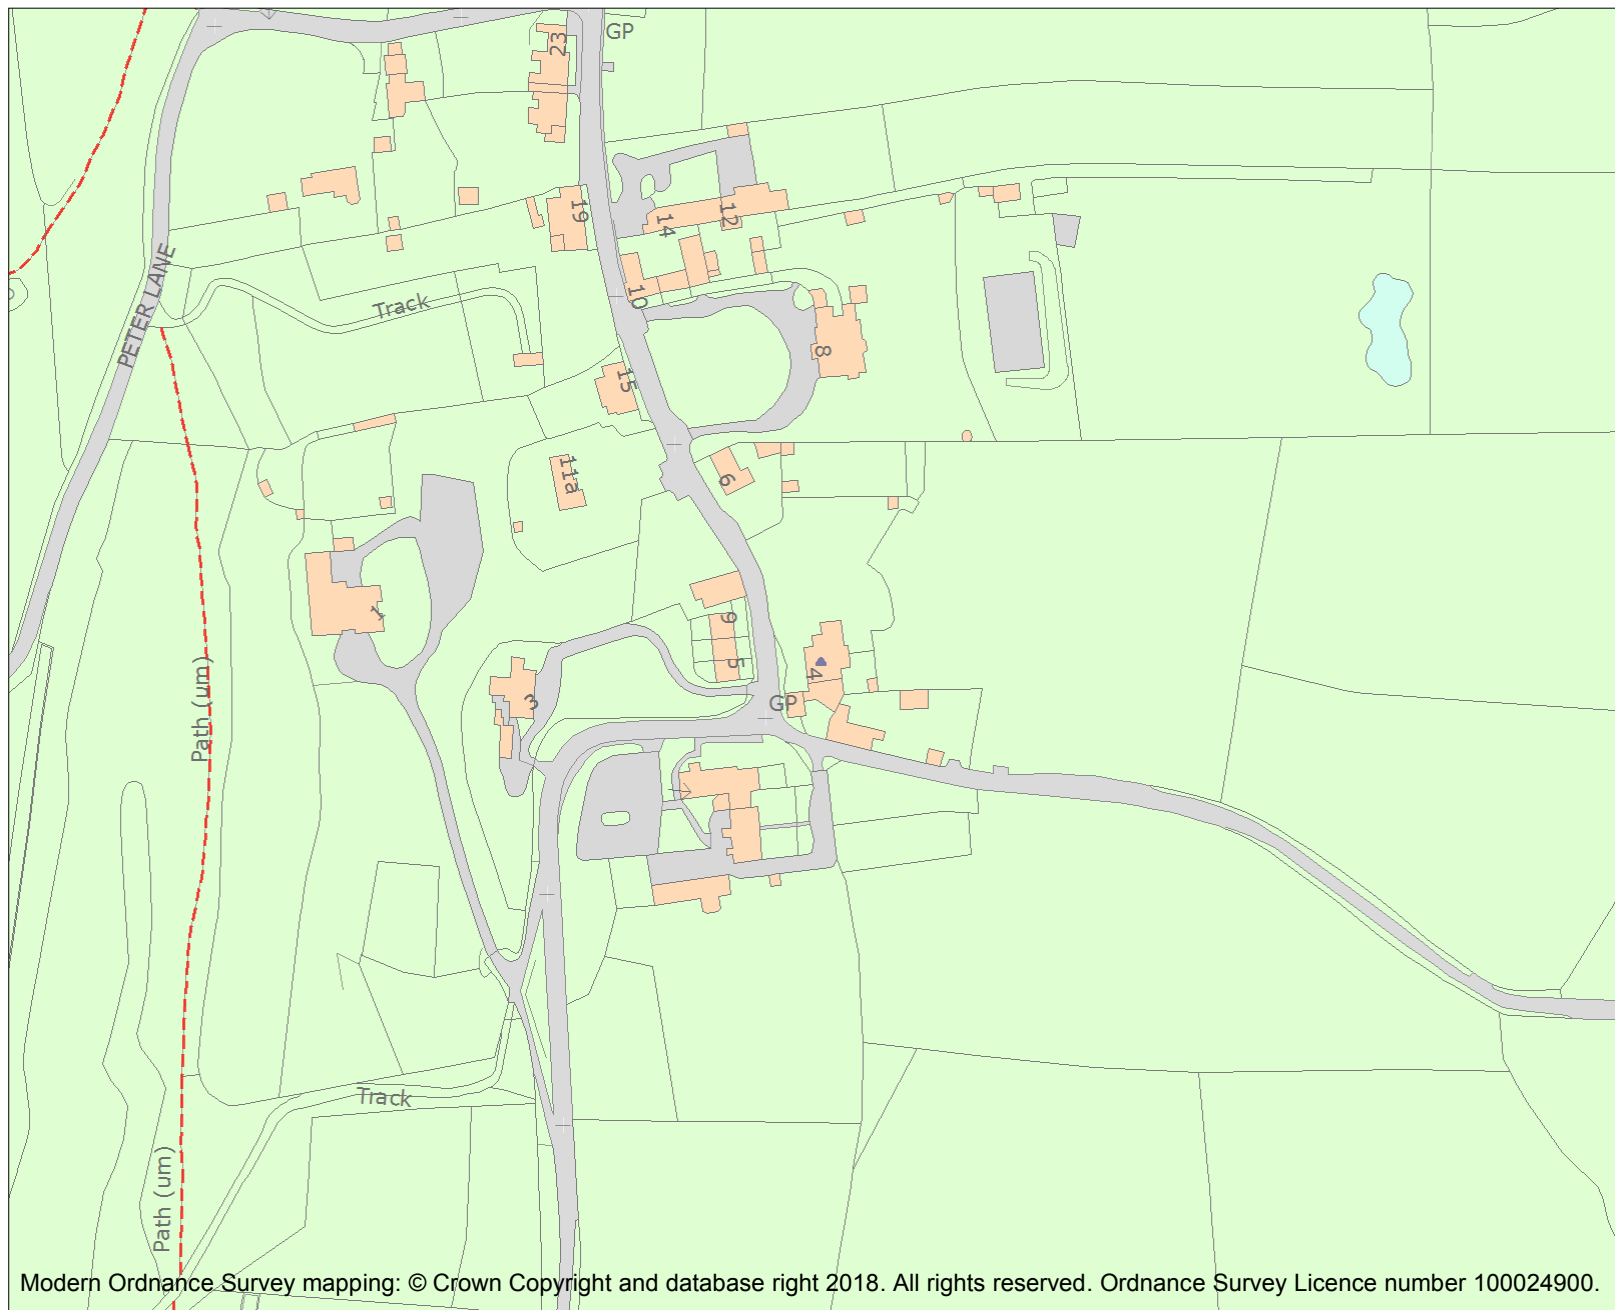 23
GP
19
14
12
PETER LANE
Track
10
8
15
11a
6
1
9
5
4
Path (um)
3
GP
Track
Path (um)
Modern Ordnance Survey mapping: © Crown Copyright and database right 2018. All rights reserved. Ordnance Survey Licence number 100024900.